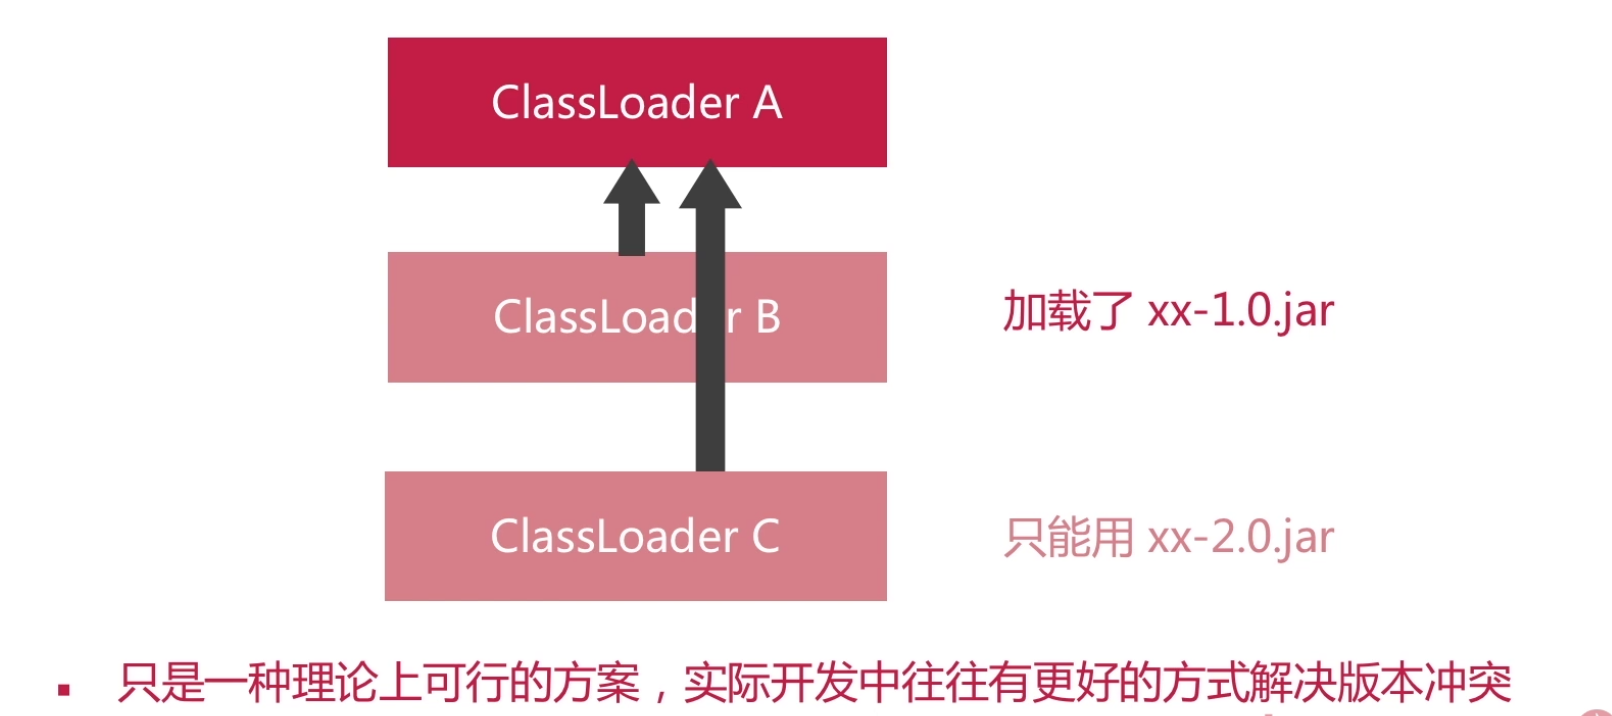 ClassLoader A
ClassLoader B
加载了 xx-1.0.jar
ClassLoader C
只能用 xx-2.0.jar
▪ 只是一种理论上可行的方案，实际开发中往往有更好的方式解决版本冲突